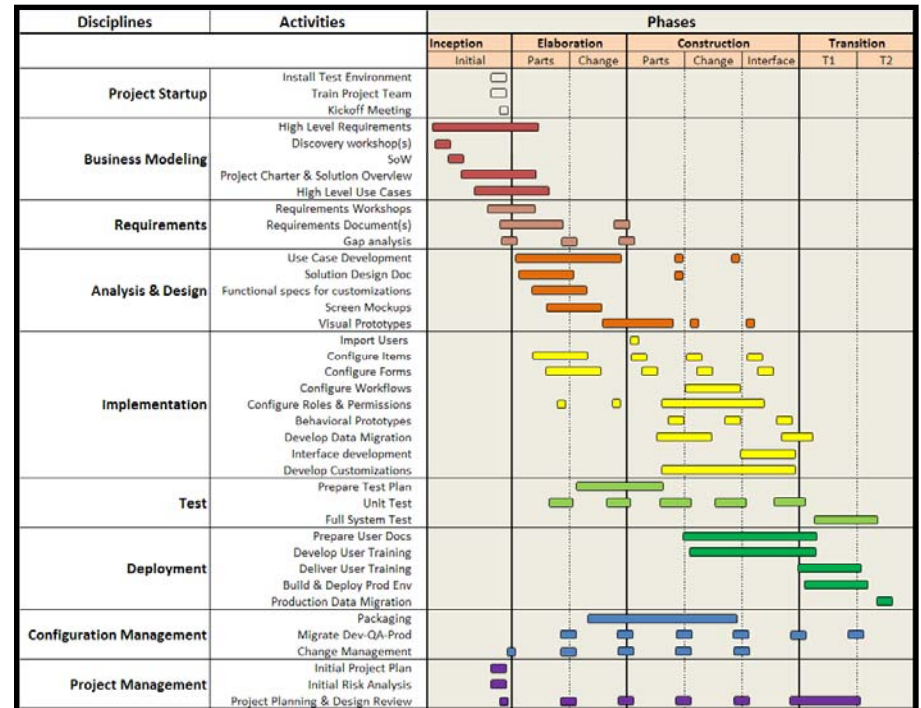 Disciplines Activities Phases
Inception Elaboration Construction Transition
Initial Parts Change Parts Change Interface T1 T2
Project Startup
Install Test Environment
Train Project Team
Kickoff Meeting
Business Modeling
High Level Requirements
Discovery workshop(s)
SoW
Project Charter & Solution Overview
High Level Use Cases
Requirements
Requirements Workshops
Requirements Document(s)
Gap analysis
Analysis & Design
Use Case Development
Solution Design Doc
Functional specs for customizations
Screen Mockups
Visual Prototypes
Implementation
Import Users
Configure Items
Configure Forms
Configure Workflows
Configure Roles & Permissions
Behavioral Prototypes
Develop Data Migration
Interface development
Develop Customizations
Test
Prepare Test Plan
Unit Test
Full System Test
Deployment
Prepare User Docs
Develop User Training
Deliver User Training
Build & Deploy Prod Env
Production Data Migration
Configuration Management
Packaging
Migrate Dev-QA-Prod
Change Management
Project Management
Initial Project Plan
Initial Risk Analysis
Project Planning & Design Review